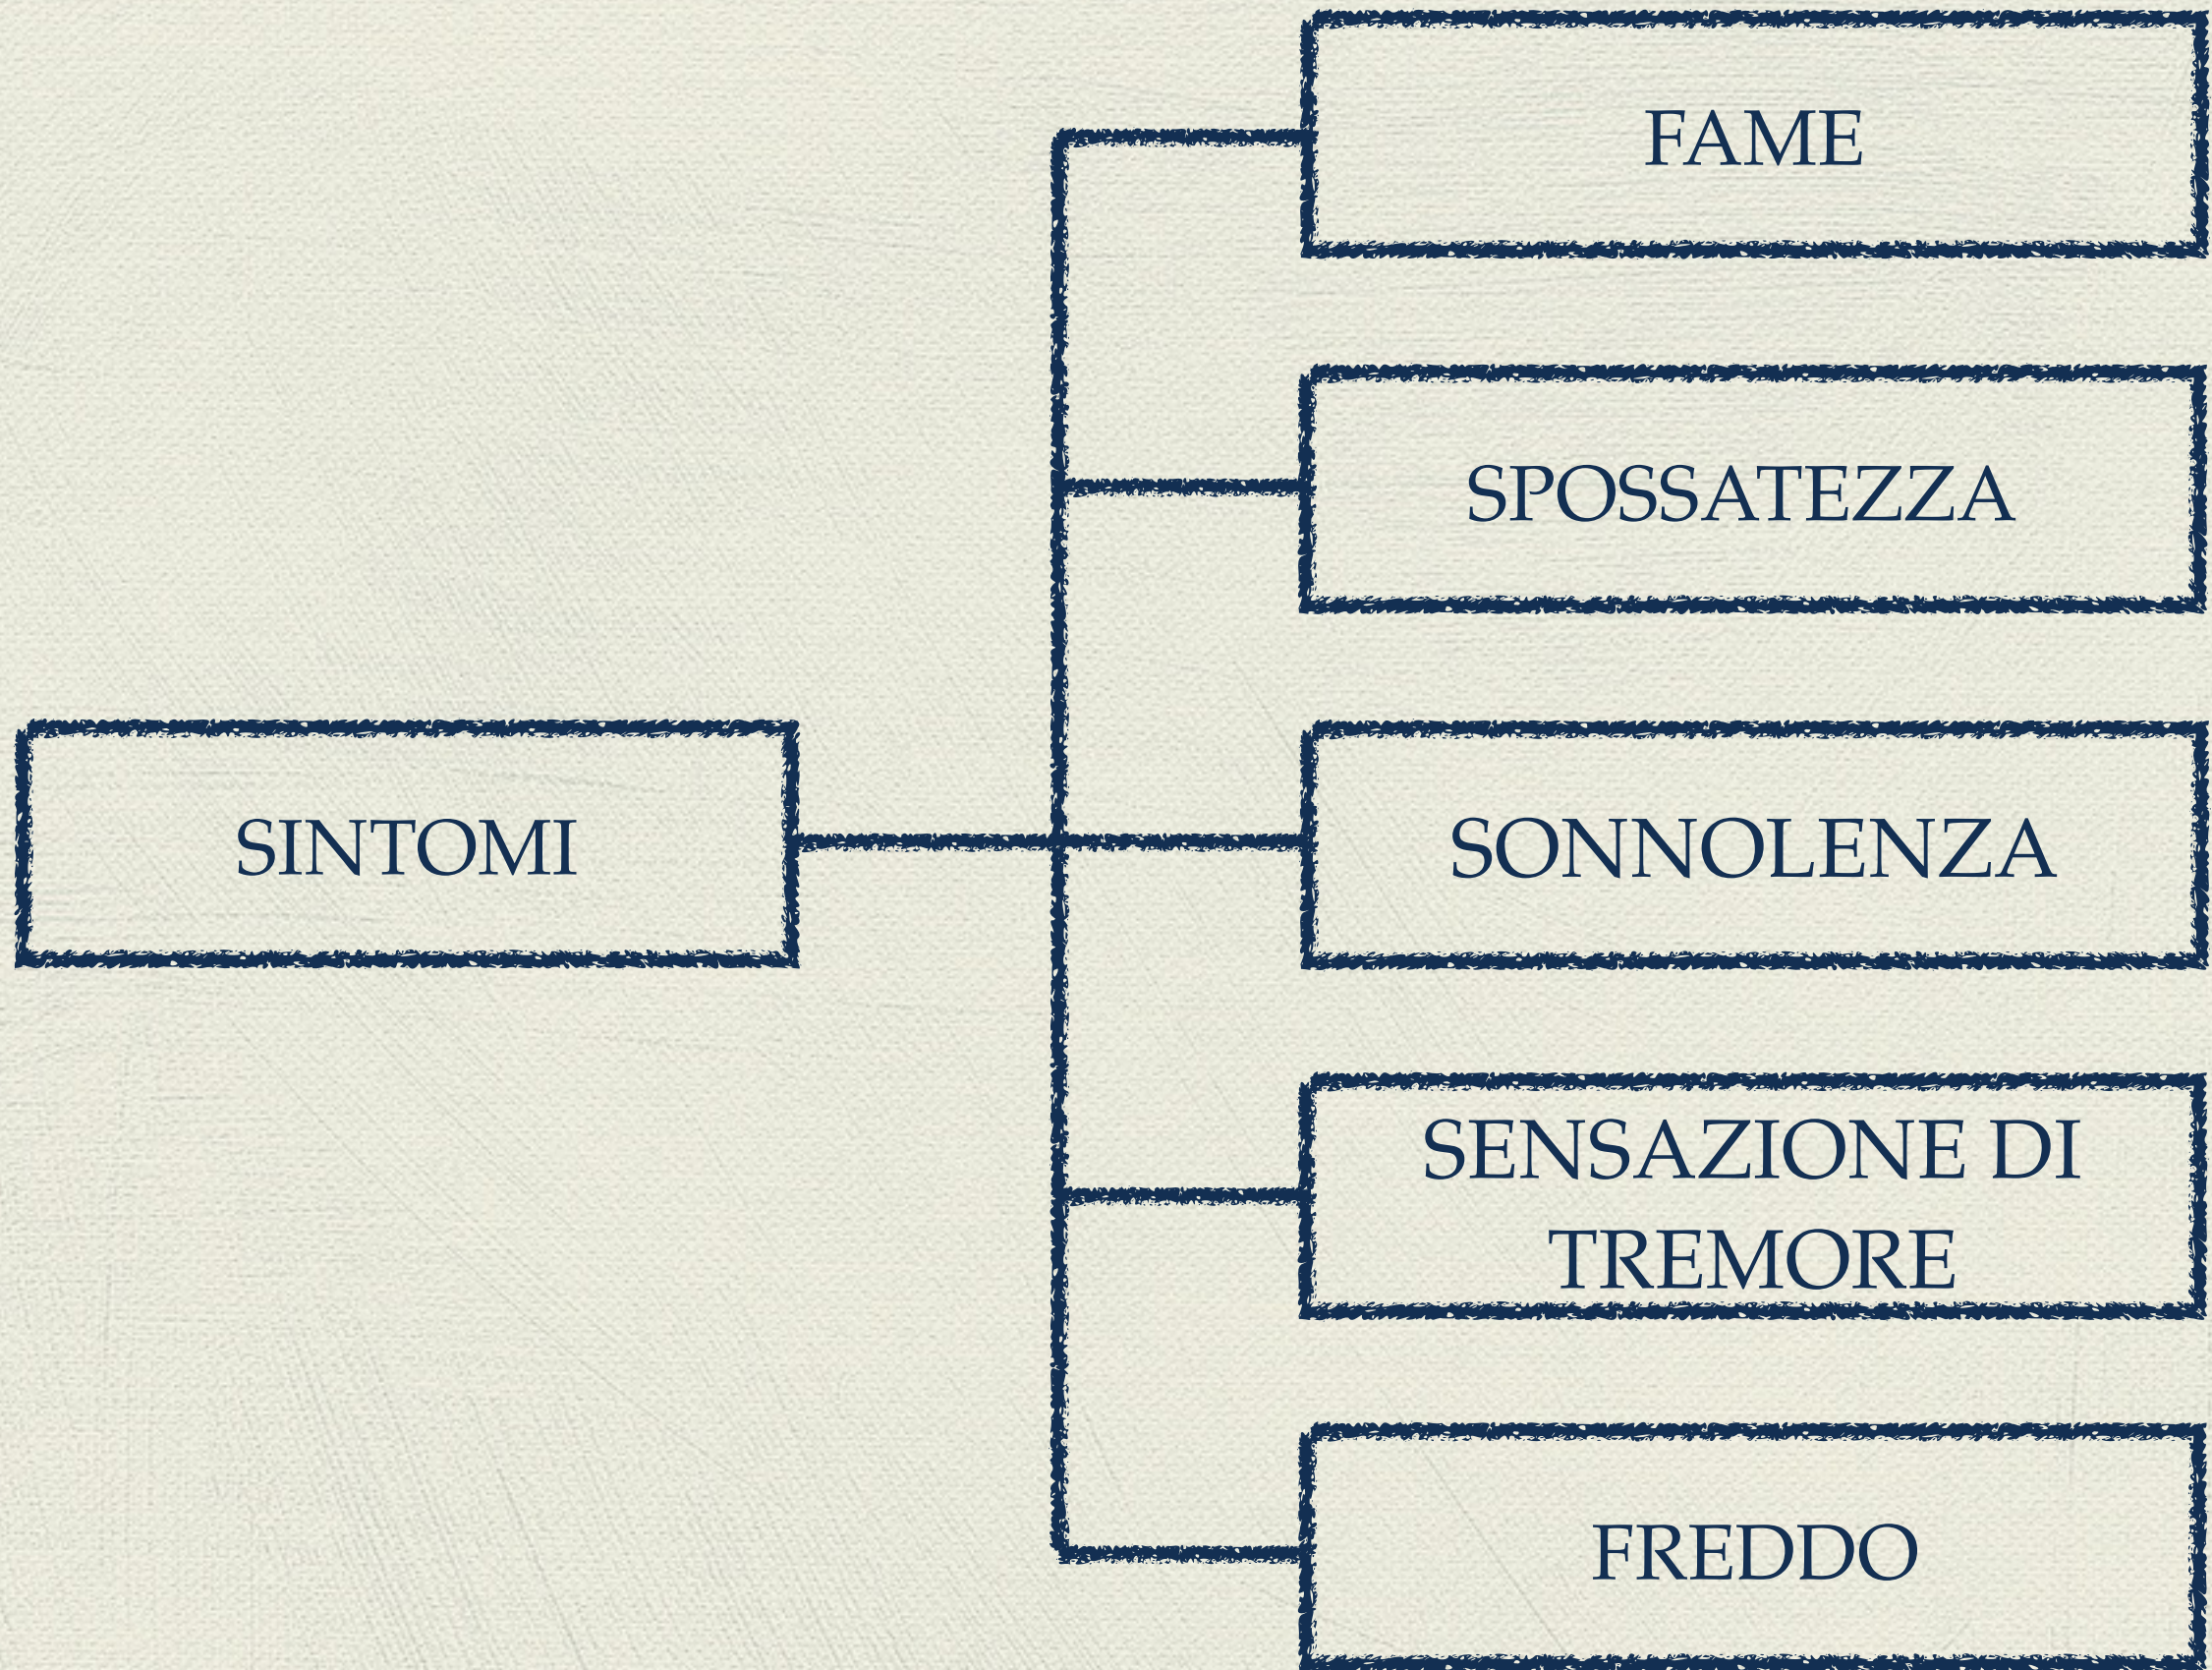 FAME
SPOSSATEZZA
SINTOMI
SONNOLENZA
SENSAZIONE DI
TREMORE
FREDDO